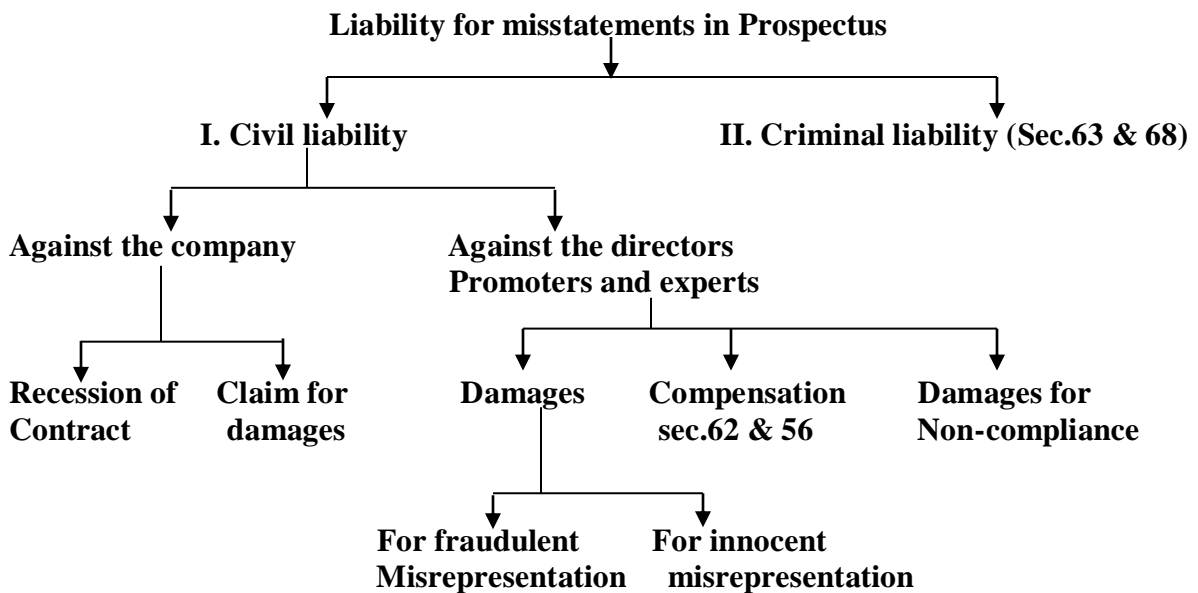 Liability for misstatements in Prospectus
I. Civil liability
II. Criminal liability (Sec.63 & 68)
Against the company
Against the directors
Promoters and experts
Recession of
Contract
Claim for
damages
Damages
Compensation
sec.62 & 56
Damages for
Non-compliance
For fraudulent
Misrepresentation
For innocent
misrepresentation